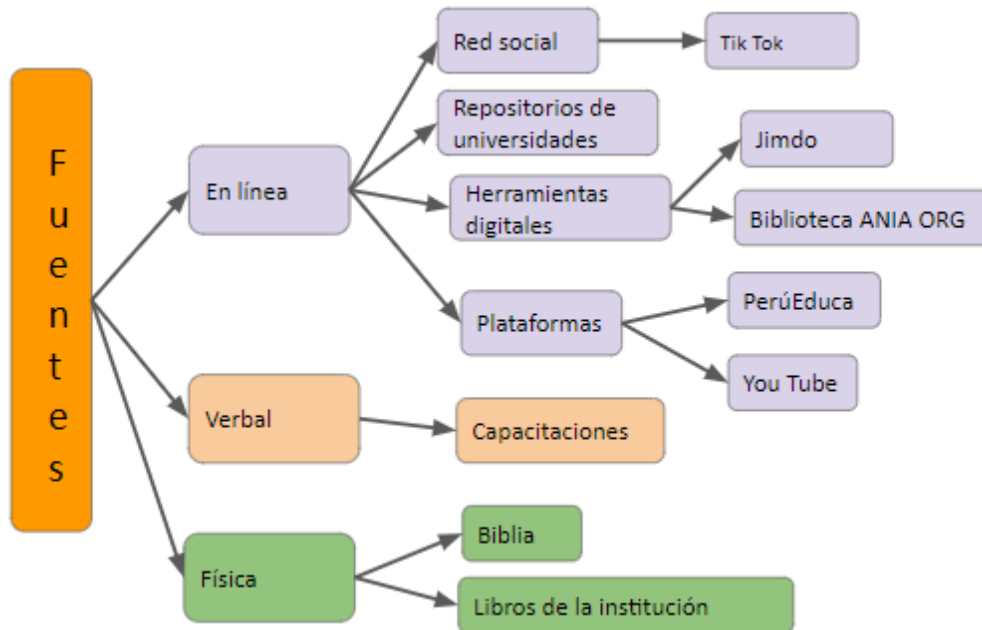 Fuentes
En línea
Red social
Tik Tok
Repositorios de
universidades
Herramientas
digitales
Jimdo
Biblioteca ANIA ORG
Plataformas
PerúEduca
You Tube
Verbal
Capacitaciones
Física
Biblia
Libros de la institución